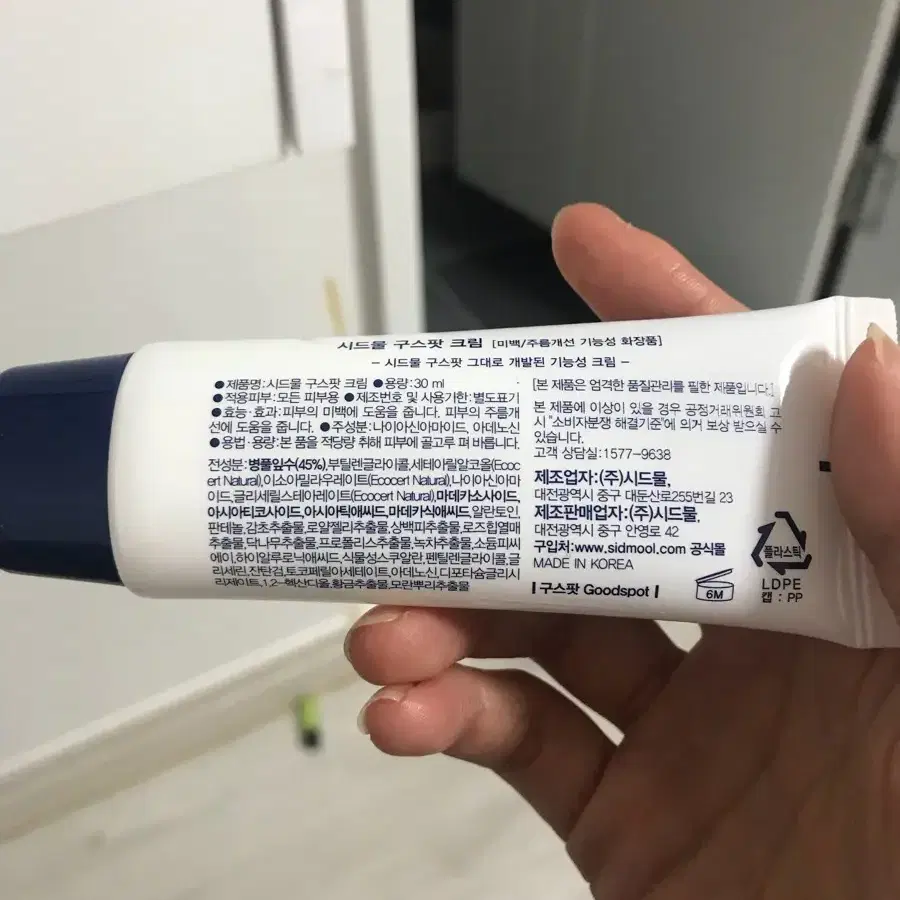 시드물 구스팟 크림 [미백/주름개선 기능성 화장품]
– 시드물 구스팟 그대로 개발된 기능성 크림 –
●제품명:시드물 구스팟 크림 ●용량:30 ml
●적용피부:모든 피부용 ●제조번호 및 사용기한:별도표기
●효능·효과:피부의 미백에 도움을 줍니다. 피부의 주름개
선에 도움을 줍니다. ●주성분:나이아신아마이드, 아데노신
●용법·용량:본 품을 적당량 취해 피부에 골고루 펴 바릅니다.
전성분:병풀잎수(45%),부틸렌글라이콜,세테아릴알코올(Ecoc
ert Natural),이소아밀라우레이트(Ecocert Natural),나이아신아마
이드,글리세릴스테아레이트(Ecocert Natural),마데카소사이드,
아시아티코사이드,아시아틱애씨드,마데카식애씨드,알란토인,
판테놀,감초추출물,로얄젤리추출물,상백피추출물,로즈힙열매
추출물,닥나무추출물,프로폴리스추출물,녹차추출물,소듐피씨
에이,하이알루로닉애씨드,식물성스쿠알란,펜틸렌글라이콜,글
리세린,잔탄검,토코페릴아세테이트,아데노신,디포타슘글리시
리제이트,1,2-헥산디올,황금추출물,모란뿌리추출물
[본 제품은 엄격한 품질관리를 필한 제품입니다.]
본 제품에 이상이 있을 경우 공정거래위원회 고
시 "소비자분쟁 해결기준"에 의거 보상 받으실 수
있습니다.
고객 상담실:1577-9638
제조업자:(주)시드물,
대전광역시 중구 대둔산로255번길 23
제조판매업자:(주)시드물,
대전광역시 중구 안영로 42
구입처:www.sidmool.com 공식몰
MADE IN KOREA
| 구스팟 Goodspot |
6M
플라스틱
LDPE
캡 : PP